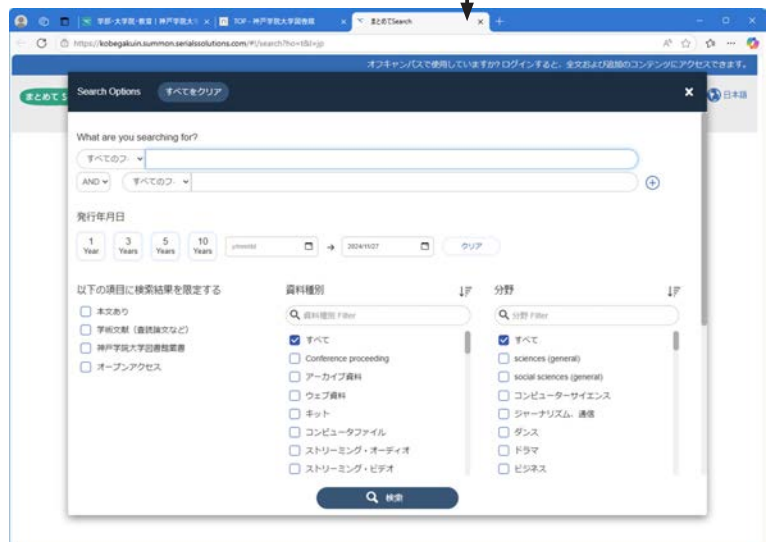 学部・大学院・教育 | 神戸学院大
TOP - 神戸学院大学図書館
まとめてSearch
https://kobegakuin.summon.serialssolutions.com/#!/search?ho=t&l=jp
オフキャンパスで使用していますか? ログインすると、全文および追加のコンテンツにアクセスできます。
まとめて S
Search Options
すべてをクリア
日本語
What are you searching for?
すべてのフ.
AND
すべてのフ.
発行年月日
1 Year
3 Years
5 Years
10 Years
→
2024/11/27
クリア
以下の項目に検索結果を限定する
本文あり
学術文献（査読論文など）
神戸学院大学図書館蔵書
オープンアクセス
資料種別
資料種別 Filter
すべて
Conference proceeding
アーカイブ資料
ウェブ資料
キット
コンピュータファイル
ストリーミング・オーディオ
ストリーミング・ビデオ
分野
分野 Filter
すべて
sciences (general)
social sciences (general)
コンピューターサイエンス
ジャーナリズム、通信
ダンス
ドラマ
ビジネス
検索